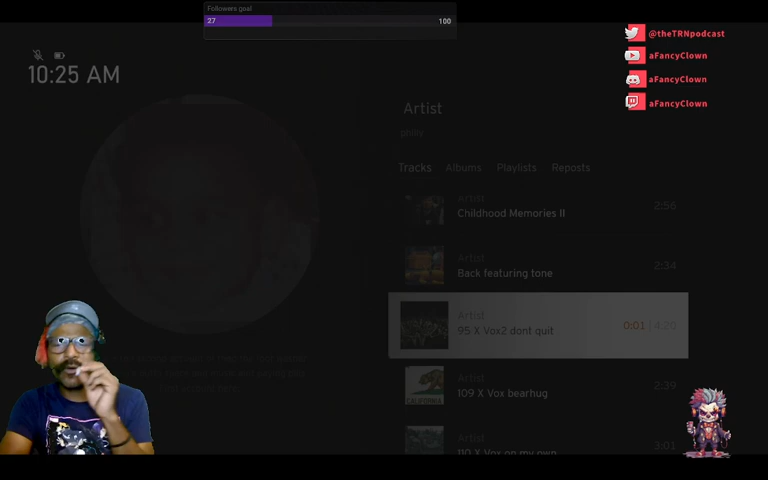 Followers goal
27
100
@theTRNpodcast
aFancyClown
aFancyClown
aFancyClown
10:25 AM
Artist
Tracks
Albums
Playlists
Reposts
Artist
Childhood Memories II
2:56
Artist
Back featuring tone
2:34
Artist
95 X Vox2 dont quit
0:01 | 4:20
Artist
109 X Vox bearhug
2:39
CALIFORNIA
Artist
110 X Vox on my own
3:01